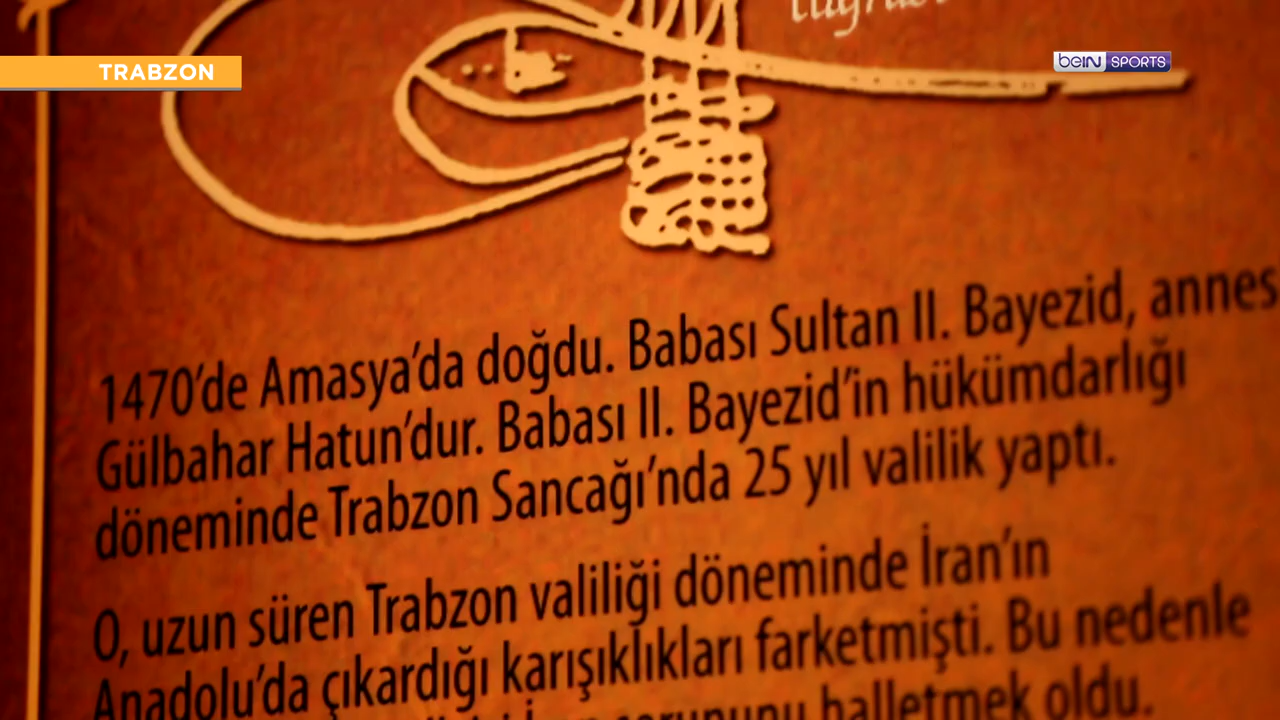 TRABZON
beIN SPORTS
1470'de Amasya'da doğdu. Babası Sultan II. Bayezid,
Gülbahar Hatun'dur. Babası II. Bayezid'in hükümdarlığı
döneminde Trabzon Sancağı'nda 25 yıl valilik yaptı.
O, uzun süren Trabzon valiliği döneminde İran'ın
Anadolu'da çıkardığı karışıklıkları farketmişti. Bu nedenle
halletmek oldu.